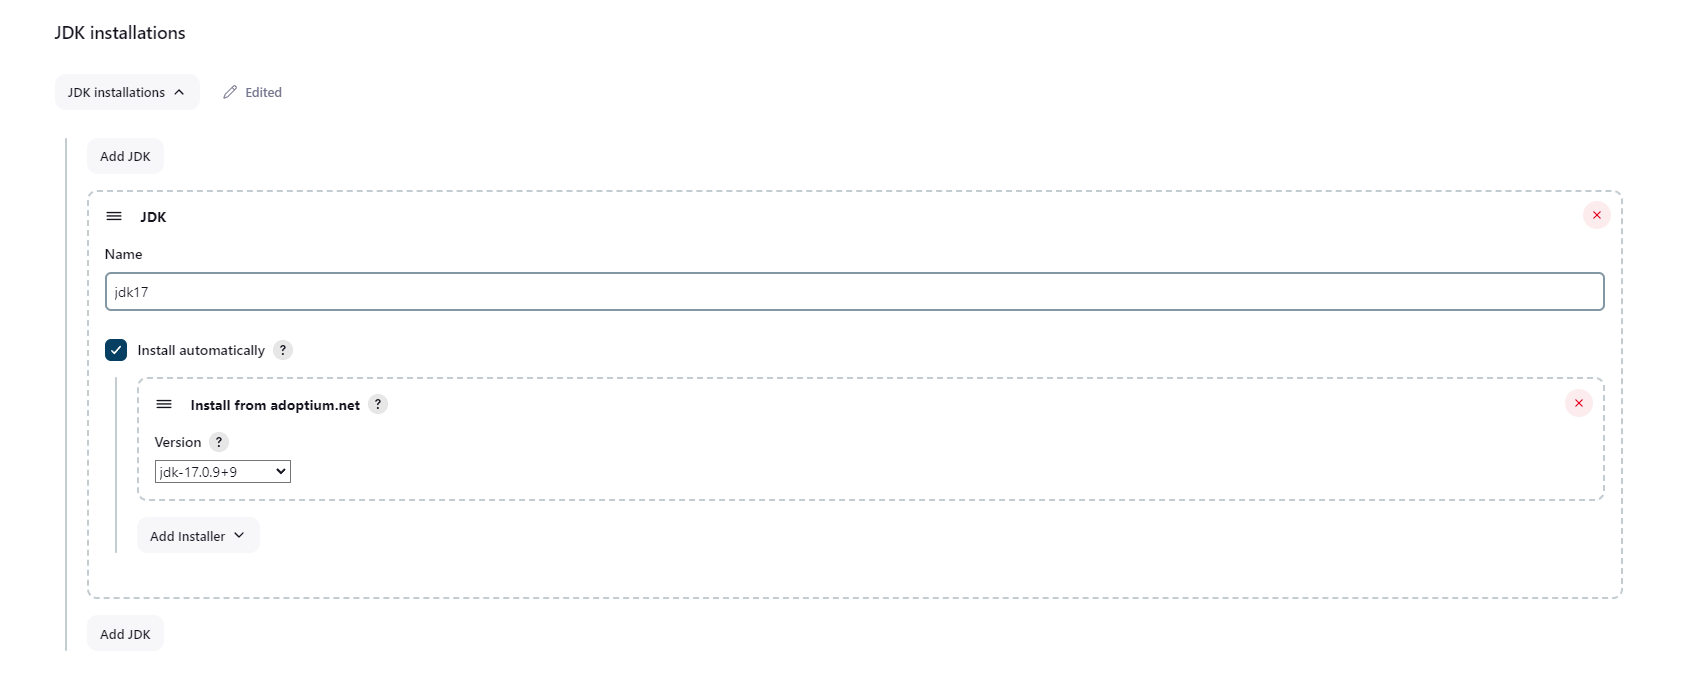 JDK installations
JDK installations
Edited
Add JDK
JDK
Name
jdk17
Install automatically ?
Install from adoptium.net ?
Version ?
jdk-17.0.9+9
Add Installer
Add JDK